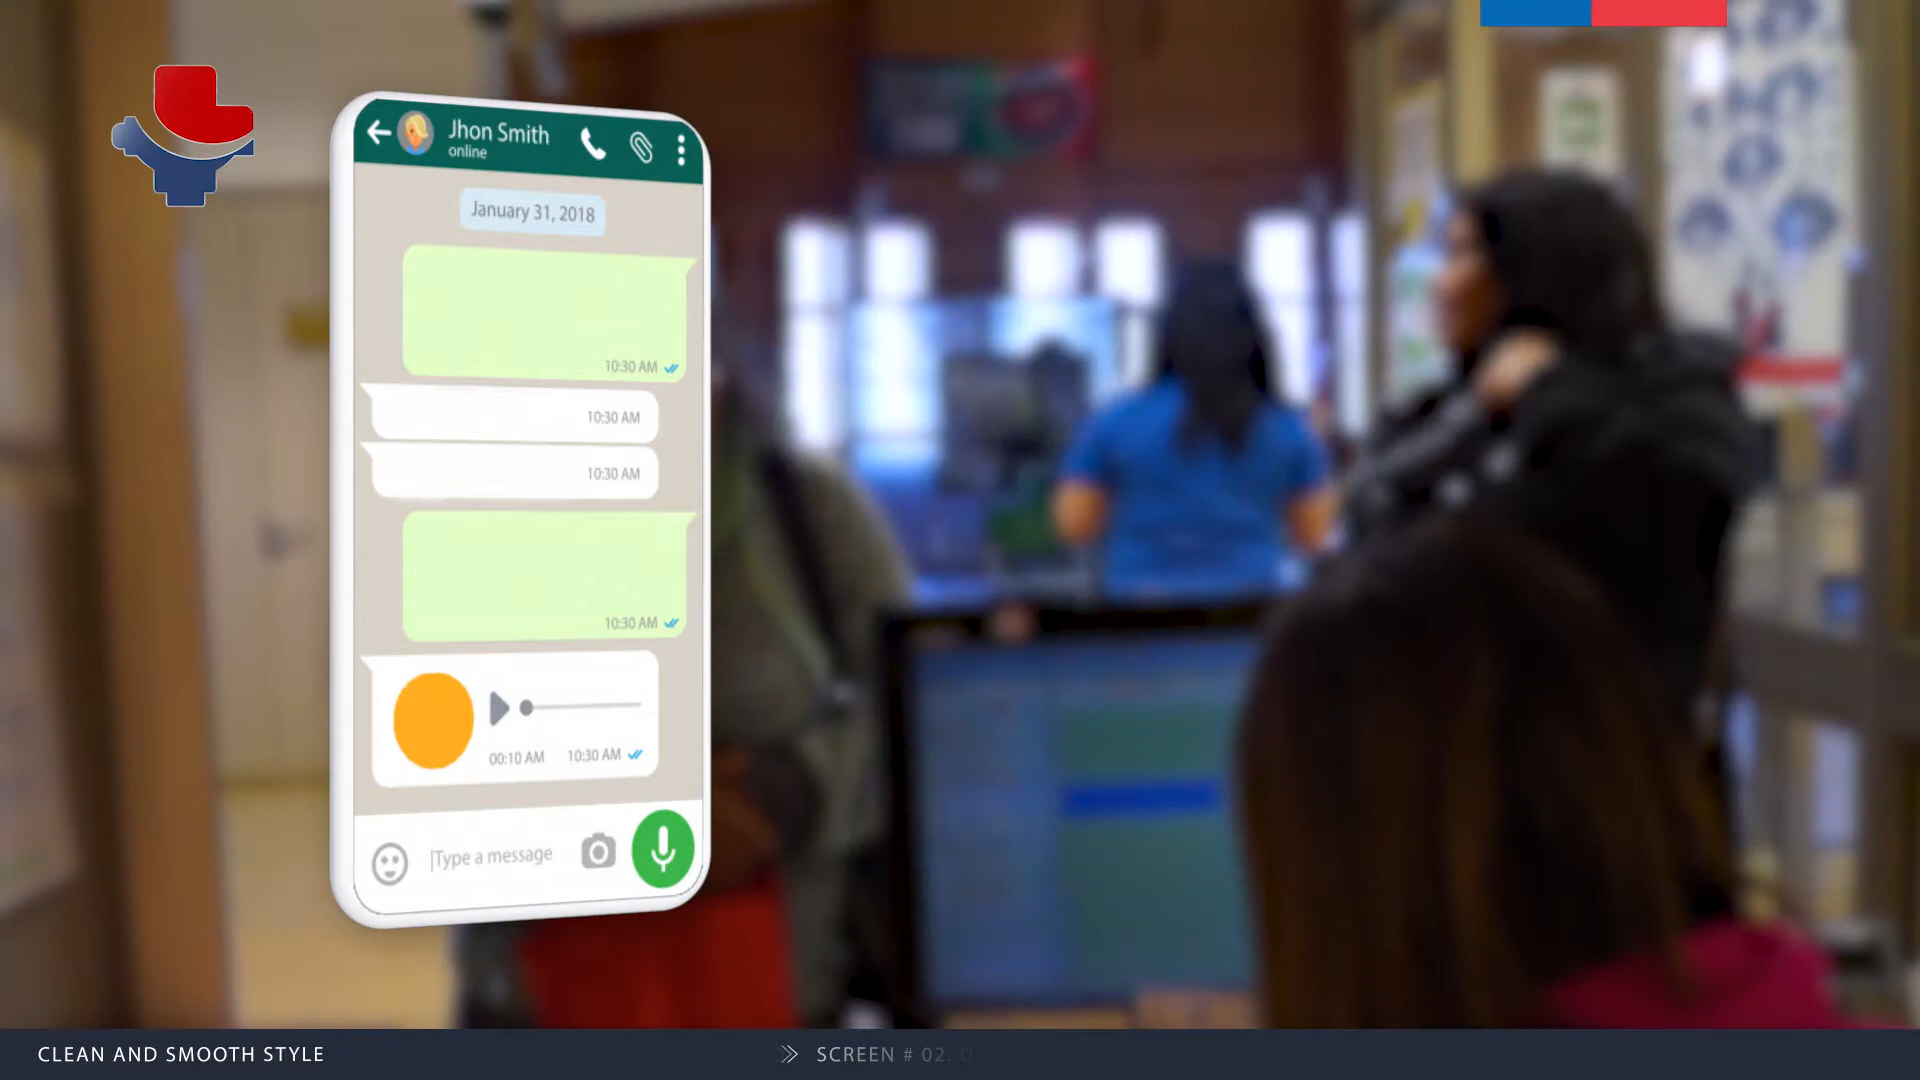 Jhon Smith
online
January 31, 2018
10:30 AM
10:30 AM
10:30 AM
10:30 AM
00:10 AM 10:30 AM
Type a message
CLEAN AND SMOOTH STYLE
SCREEN # 02.